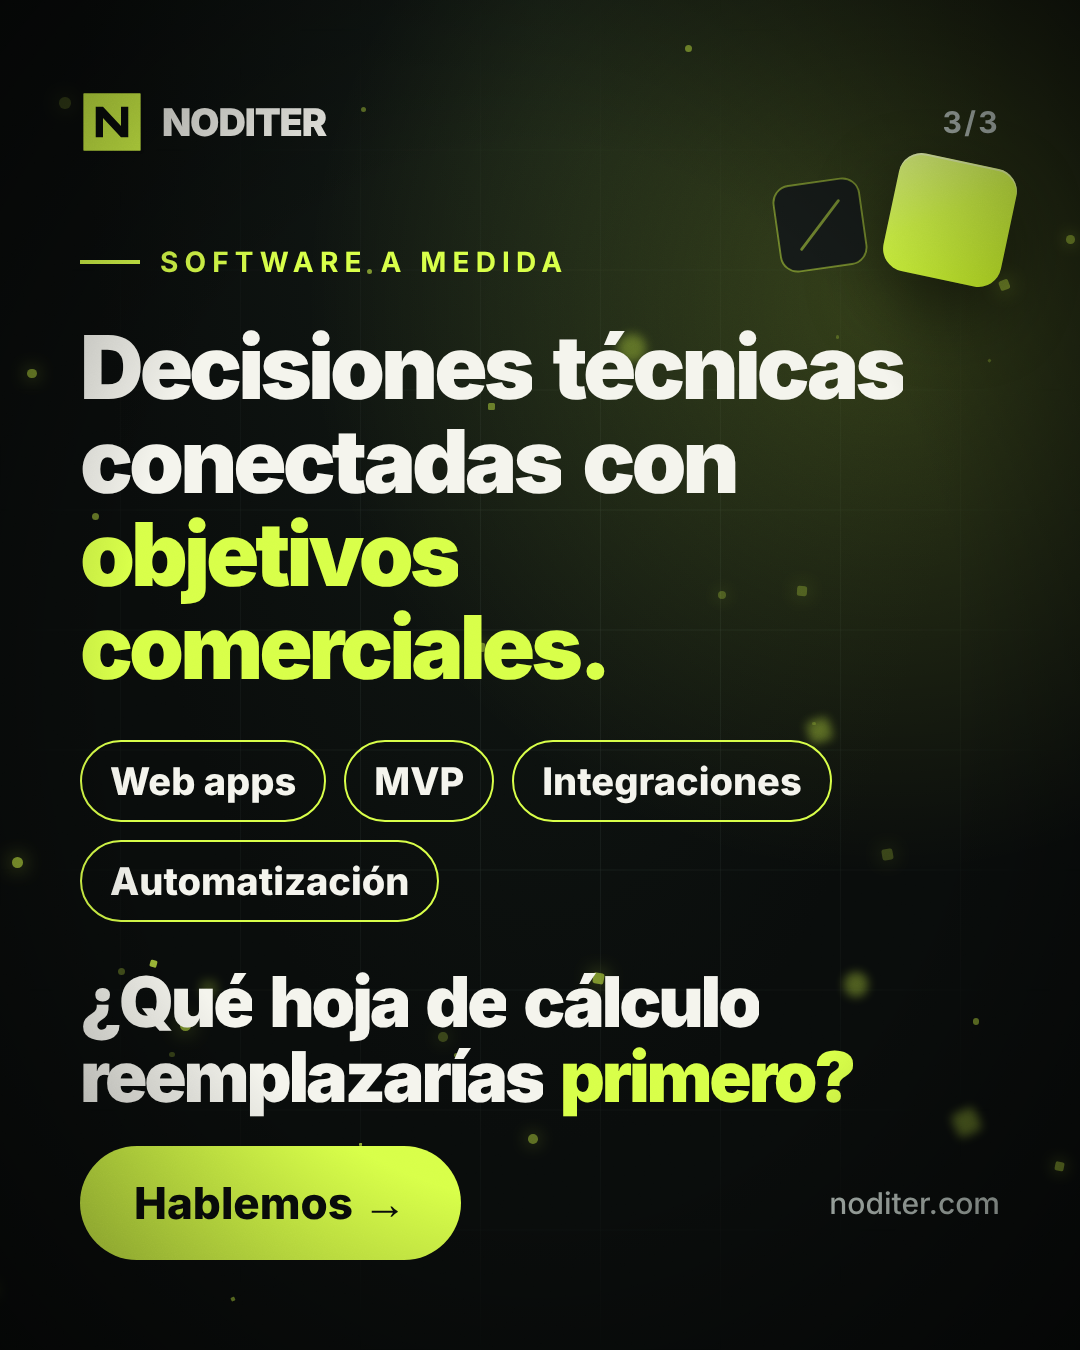 N NODITER
3/3
SOFTWARE A MEDIDA
Decisiones técnicas
conectadas con
objetivos
comerciales.
Web apps
MVP
Integraciones
Automatización
¿Qué hoja de cálculo
reemplazarías primero?
Hablemos →
noditer.com